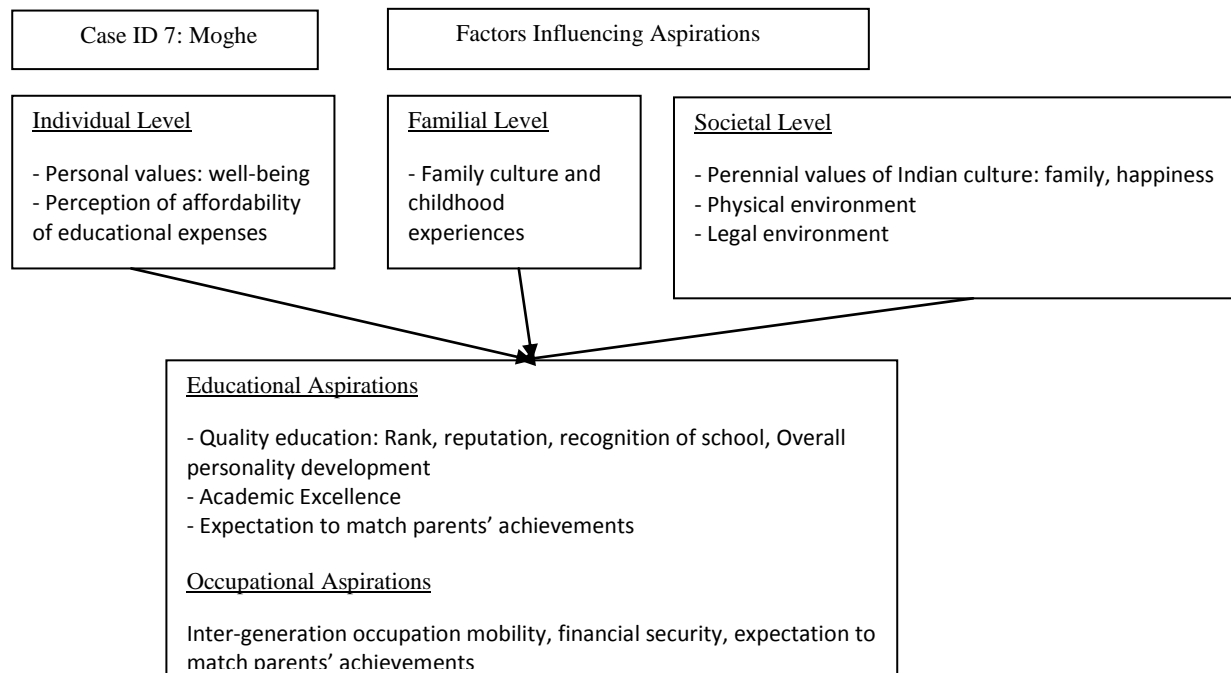 Case ID 7: Moghe
Factors Influencing Aspirations
Individual Level
- Personal values: well-being
- Perception of affordability
of educational expenses
Familial Level
- Family culture and
childhood
experiences
Societal Level
- Perennial values of Indian culture: family, happiness
- Physical environment
- Legal environment
Educational Aspirations
- Quality education: Rank, reputation, recognition of school, Overall
personality development
- Academic Excellence
- Expectation to match parents’ achievements
Occupational Aspirations
Inter-generation occupation mobility, financial security, expectation to
match parents’ achievements